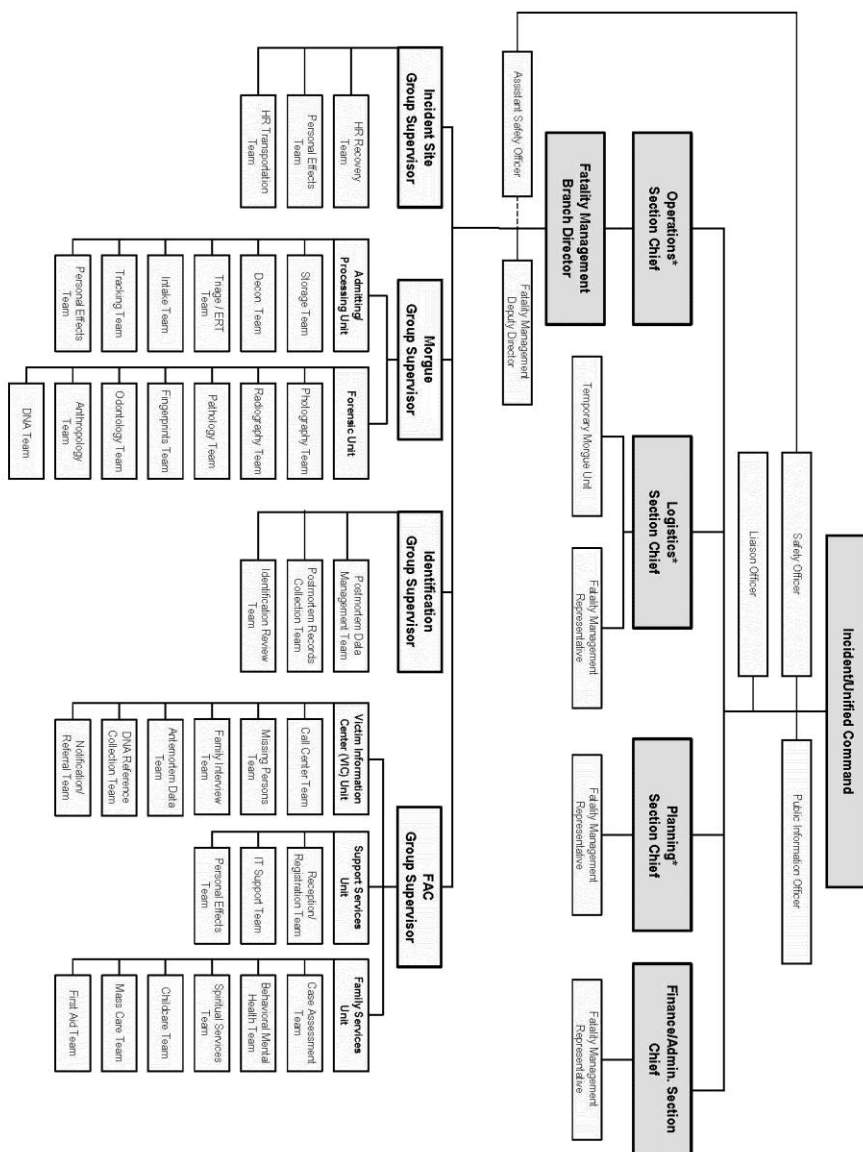 Incident/Unified Command
Safety Officer
Public Information Officer
Liaison Officer
Operations*
Section Chief
Logistics*
Section Chief
Planning*
Section Chief
Finance/Admin. Section
Chief
Temporary Morgue Unit
Fatality Management
Representative
Fatality Management
Representative
Fatality Management
Representative
Fatality Management
Branch Director
Assistant Safety Officer
Fatality Management
Deputy Director
Incident Site
Group Supervisor
HR Recovery
Team
Personal Effects
Team
HR Transportation
Team
Morgue
Group Supervisor
Admitting/
Processing Unit
Storage Team
Decon. Team
Triage / ERT
Team
Intake Team
Tracking Team
Personal Effects
Team
Forensic Unit
Photography Team
Radiography Team
Pathology Team
Fingerprints Team
Odontology Team
Anthropology
Team
DNA Team
Identification
Group Supervisor
Postmortem Data
Management Team
Postmortem Records
Collection Team
Identification Review
Team
FAC
Group Supervisor
Victim Information
Center (VIC) Unit
Call Center Team
Missing Persons
Team
Family Interview
Team
Antemortem Data
Team
DNA Reference
Collection Team
Notification/
Referral Team
Support Services
Unit
Reception/
Registration Team
IT Support Team
Personal Effects
Team
Family Services
Unit
Case Assessment
Team
Behavioral Mental
Health Team
Spiritual Services
Team
Childcare Team
Mass Care Team
First Aid Team